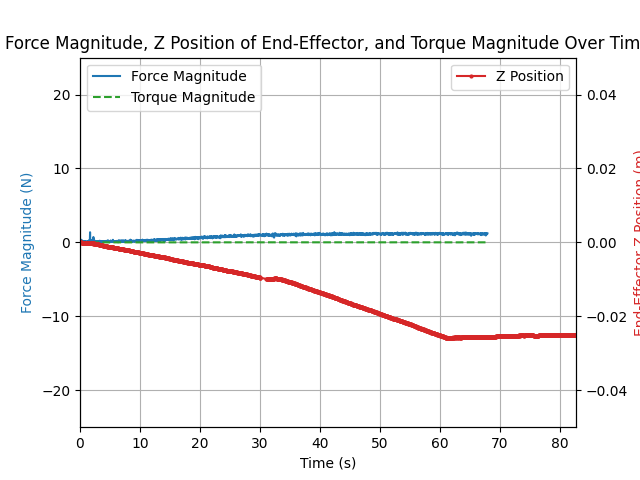 Force Magnitude, Z Position of End-Effector, and Torque Magnitude Over Tim
Force Magnitude
Torque Magnitude
Z Position
Force Magnitude (N)
20
10
0
−10
−20
0.04
0.02
0.00
−0.02
−0.04
End-Effector Z Position (m)
0 10 20 30 40 50 60 70 80
Time (s)